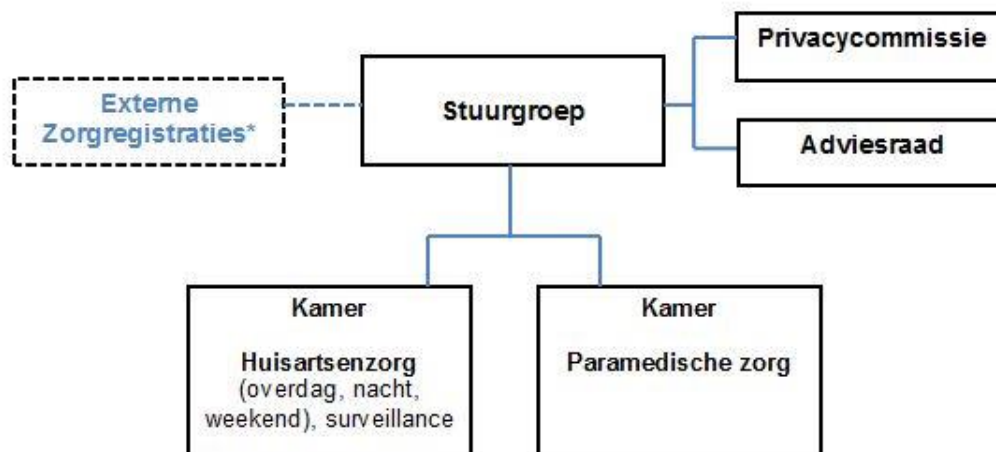 Privacycommissie
Externe
Zorgregistraties*
Stuurgroep
Adviesraad
Kamer
Huisartsenzorg
(overdag, nacht,
weekend), surveillance
Kamer
Paramedische zorg